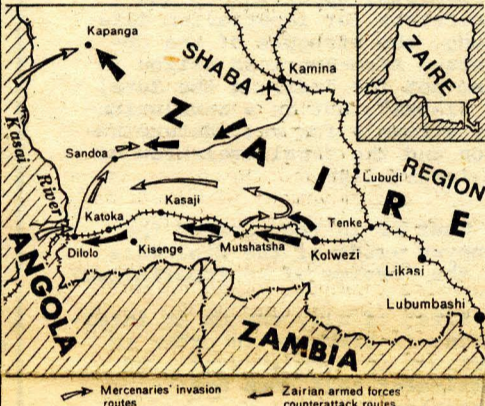 Kapanga
SHABA
Kamina
ZAIRE
ZAIRE
REGION
Sandoa
Lubudi
Kasai River
Kasaji
Katoka
Tenke
Dilolo
Kisenge
Mutshatsha
Kolwezi
Likasi
Lubumbashi
ANGOLA
ZAMBIA
Mercenaries' invasion
routes
Zairian armed forces'
counterattack routes